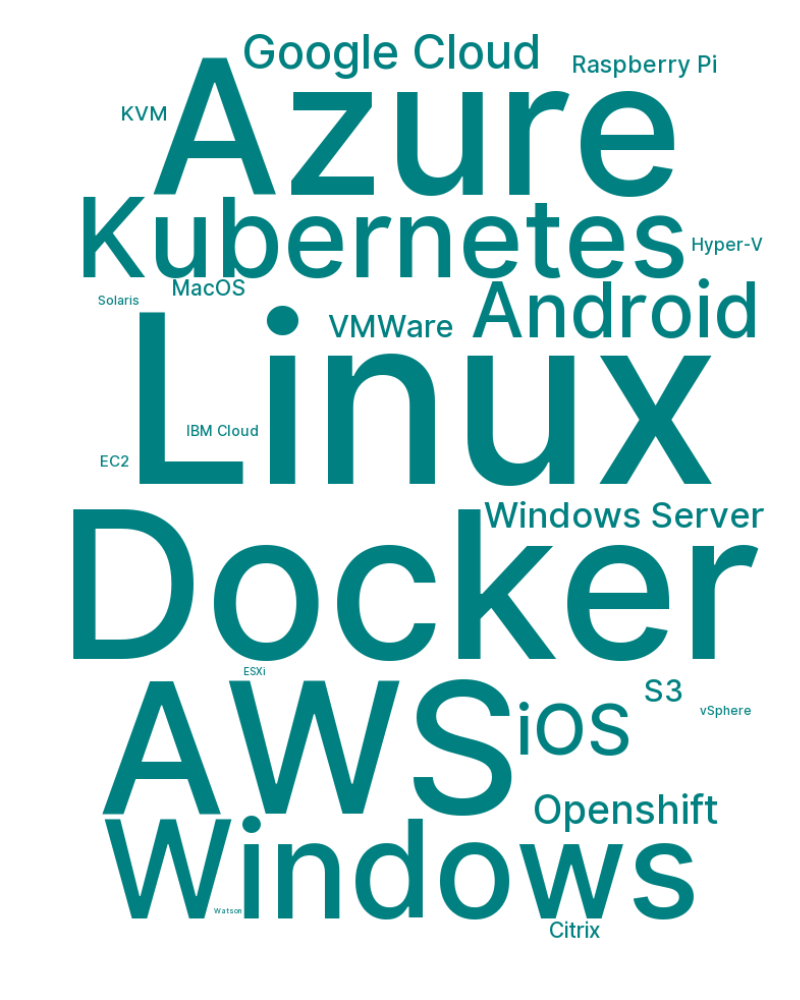 Google Cloud
Raspberry Pi
KVM
Azure
Kubernetes
Hyper-V
MacOS
Solaris
Android
VMWare
Linux
IBM Cloud
EC2
Windows Server
Docker
ESXi
AWS
iOS
S3
vSphere
Openshift
Windows
Watson
Citrix